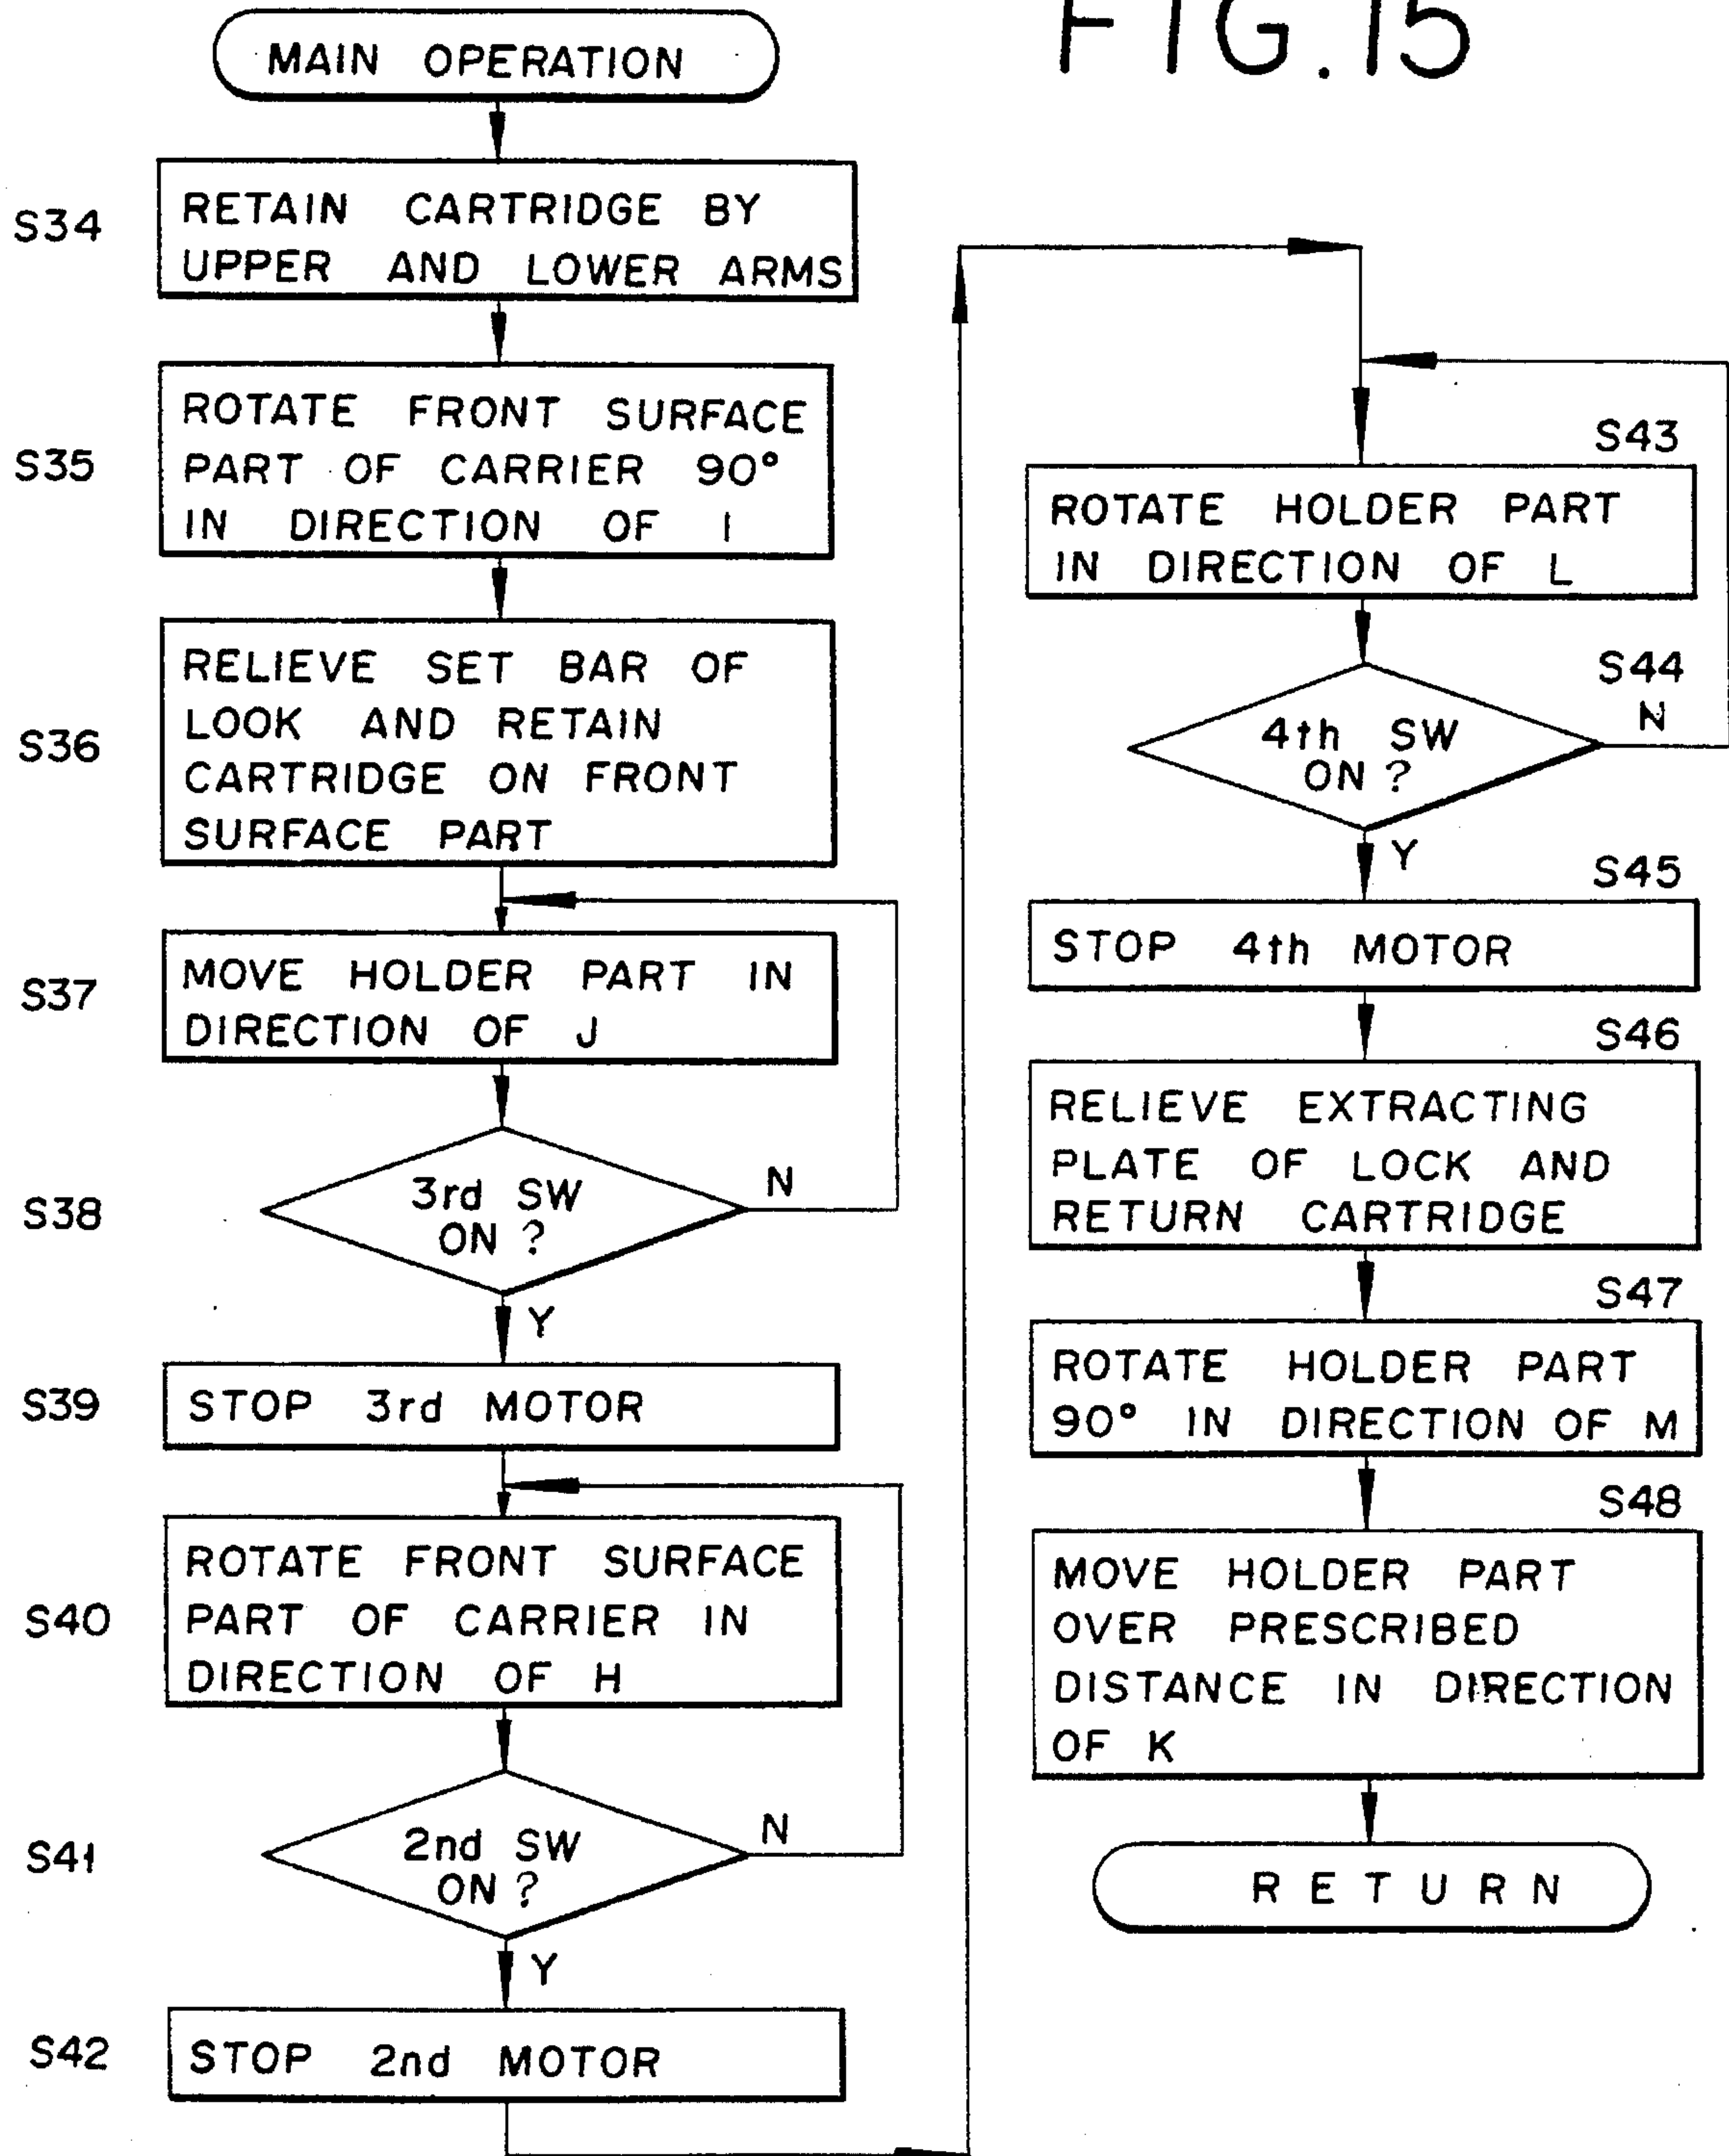 FIG.15
MAIN OPERATION
S34
RETAIN CARTRIDGE BY
UPPER AND LOWER ARMS
S35
ROTATE FRONT SURFACE
PART OF CARRIER 90°
IN DIRECTION OF I
S36
RELIEVE SET BAR OF
LOOK AND RETAIN
CARTRIDGE ON FRONT
SURFACE PART
S37
MOVE HOLDER PART IN
DIRECTION OF J
S38
3rd SW
ON ?
N
Y
S39
STOP 3rd MOTOR
S40
ROTATE FRONT SURFACE
PART OF CARRIER IN
DIRECTION OF H
S41
2nd SW
ON ?
N
Y
S42
STOP 2nd MOTOR
S43
ROTATE HOLDER PART
IN DIRECTION OF L
S44
4th SW
ON ?
N
Y
S45
STOP 4th MOTOR
S46
RELIEVE EXTRACTING
PLATE OF LOCK AND
RETURN CARTRIDGE
S47
ROTATE HOLDER PART
90° IN DIRECTION OF M
S48
MOVE HOLDER PART
OVER PRESCRIBED
DISTANCE IN DIRECTION
OF K
RETURN